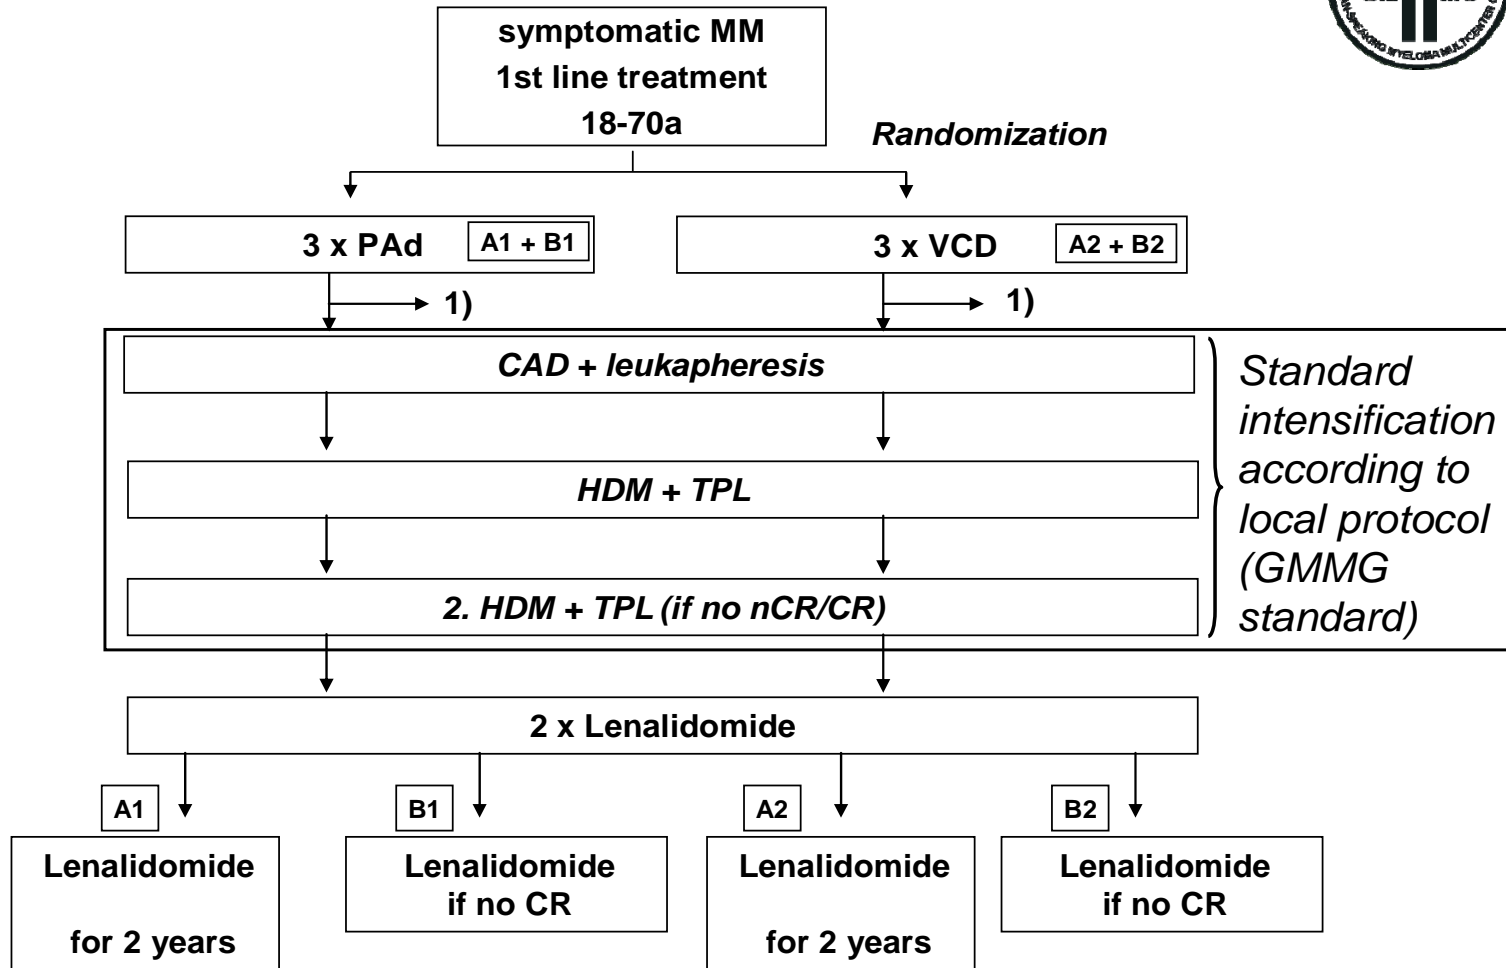 symptomatic MM
1st line treatment
18-70a
Randomization
3 x PAd
A1 + B1
3 x VCD
A2 + B2
1)
1)
CAD + leukapheresis
HDM + TPL
2. HDM + TPL (if no nCR/CR)
Standard
intensification
according to
local protocol
(GMMG
standard)
2 x Lenalidomide
A1
B1
A2
B2
Lenalidomide
for 2 years
Lenalidomide
if no CR
Lenalidomide
for 2 years
Lenalidomide
if no CR
MYELOMA MULTICENTER